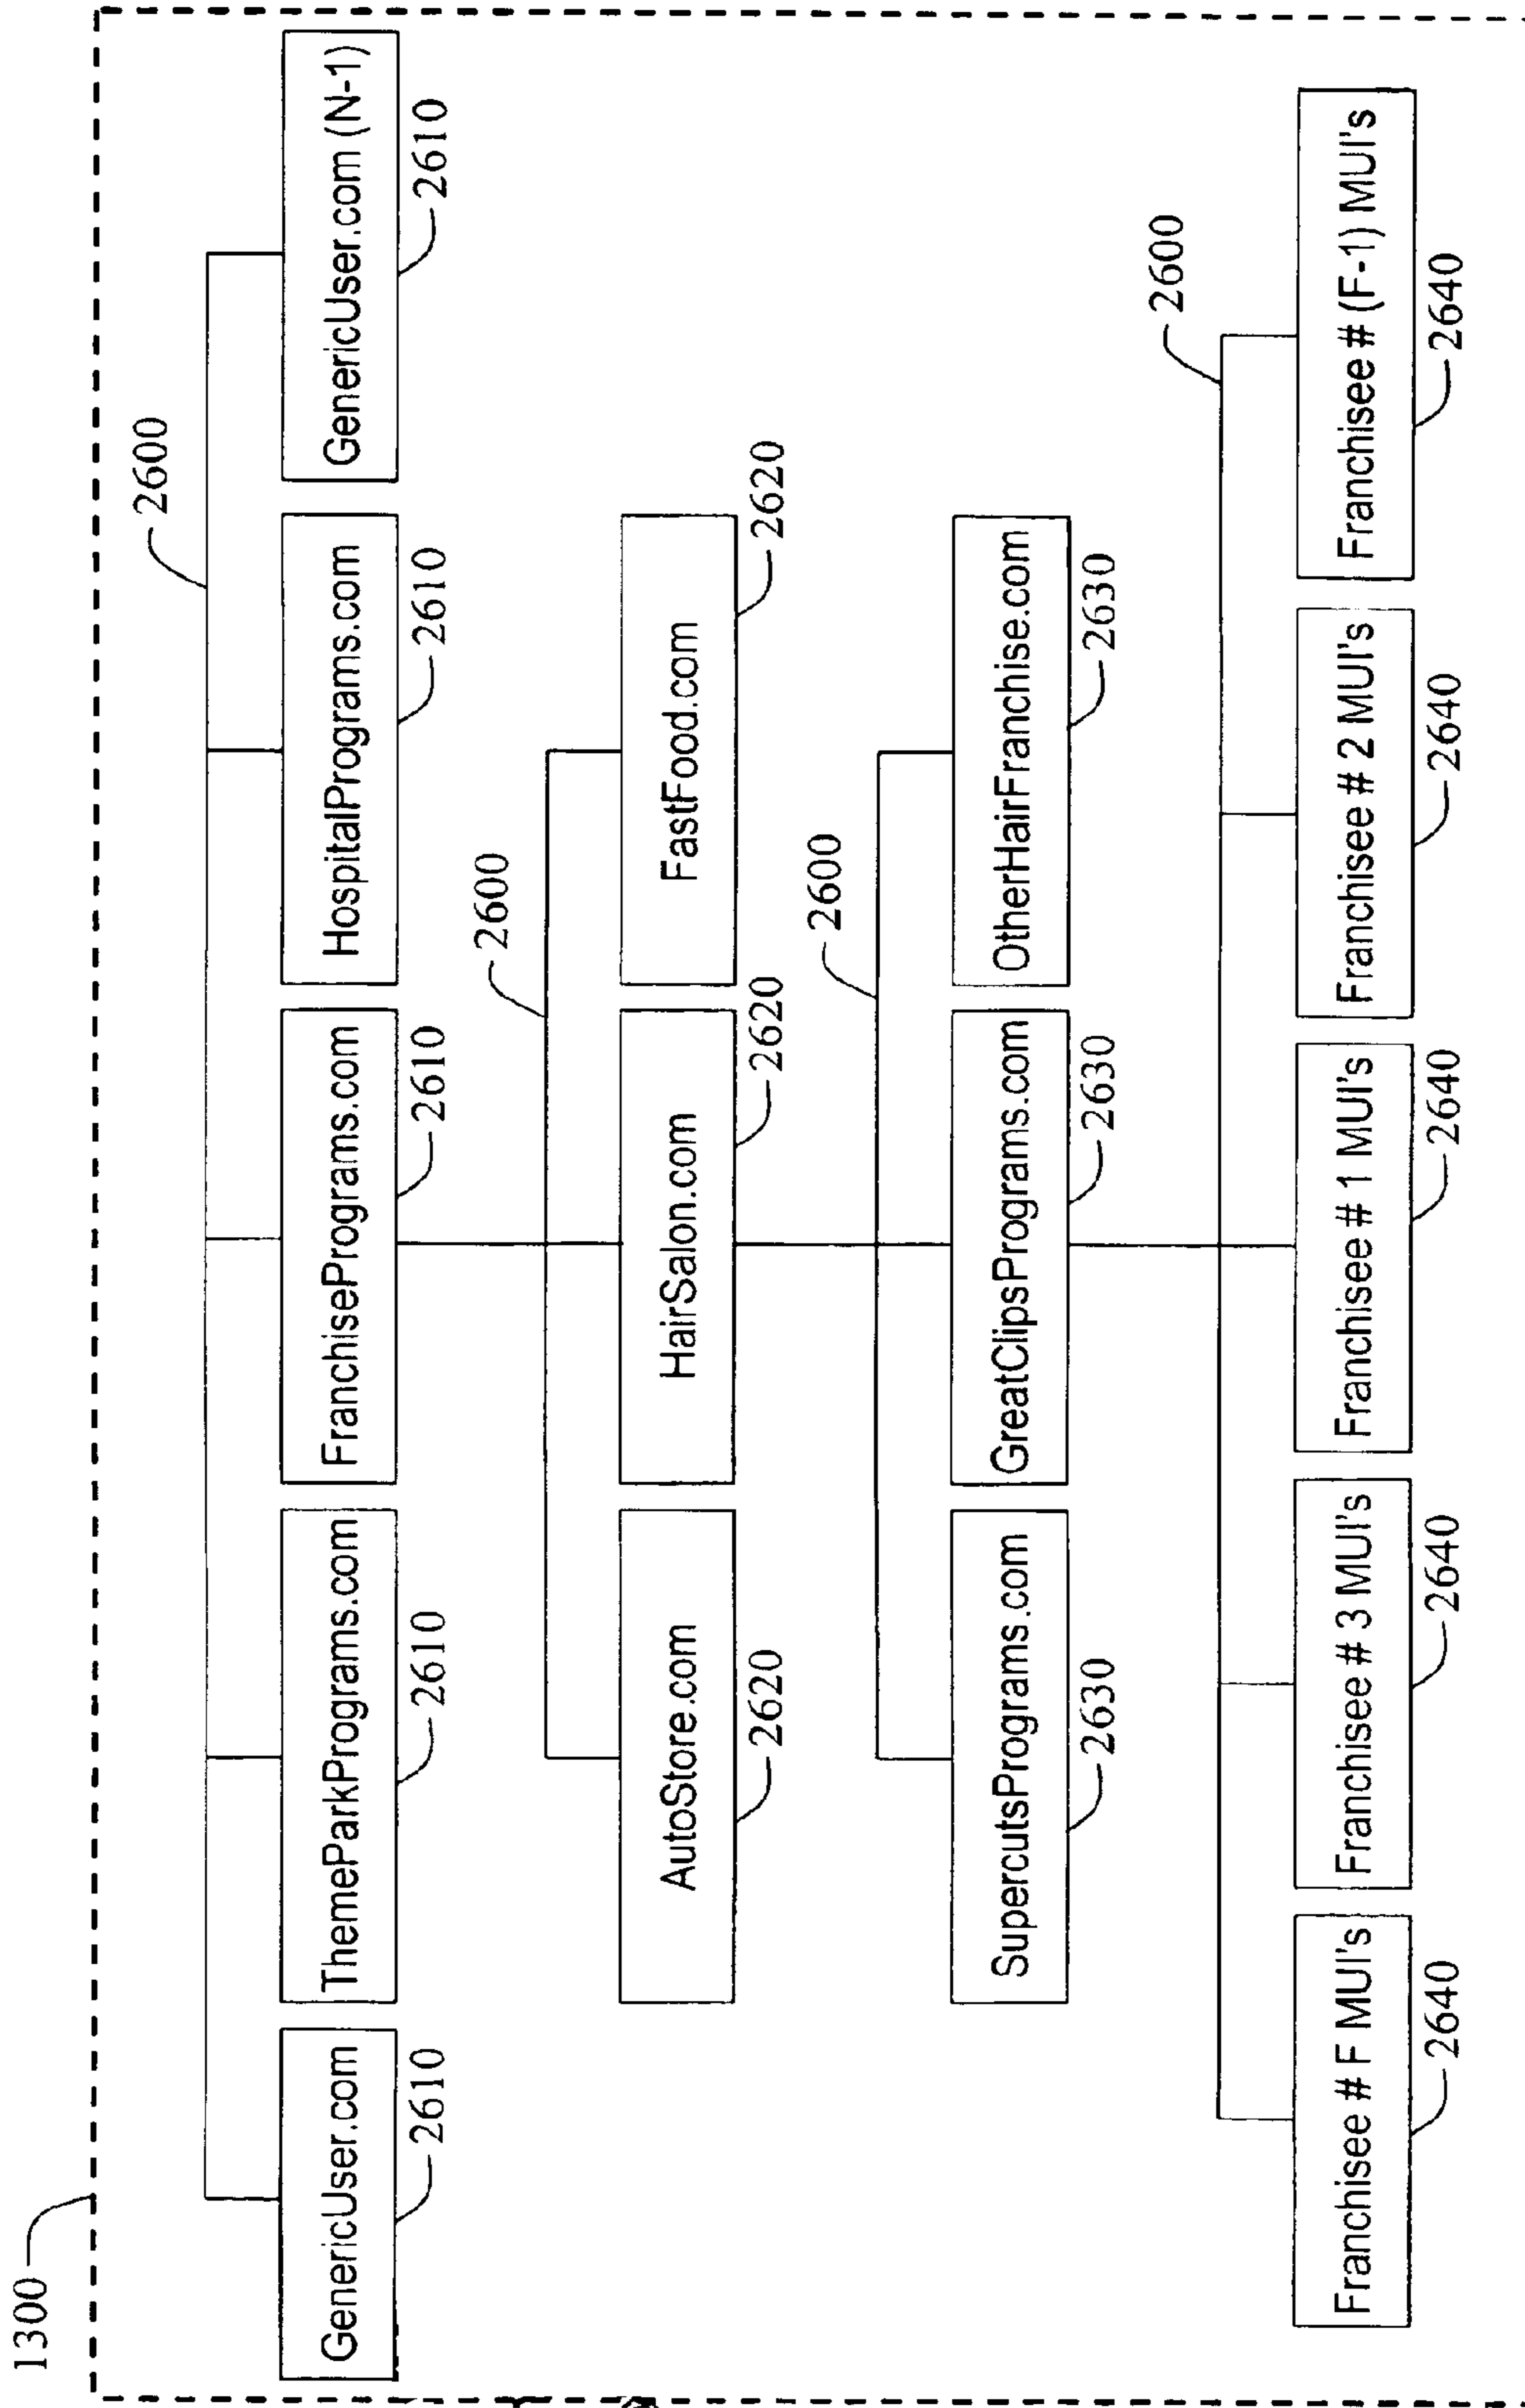 1300
2600
GenericUser.com
2610
ThemeParkPrograms.com
2610
FranchisePrograms.com
2610
HospitalPrograms.com
2610
GenericUser.com (N-1)
2610
2600
AutoStore.com
2620
HairSalon.com
2620
FastFood.com
2620
2600
SupercutsPrograms.com
2630
GreatClipsPrograms.com
2630
OtherHairFranchise.com
2630
2600
Franchisee # F MUI's
2640
Franchisee # 3 MUI's
2640
Franchisee # 1 MUI's
2640
Franchisee # 2 MUI's
2640
Franchisee # (F-1) MUI's
2640